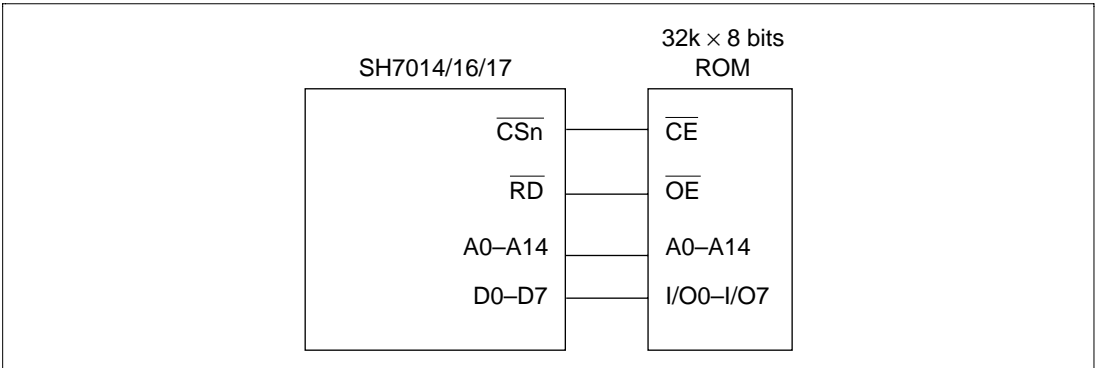 32k × 8 bits
SH7014/16/17 ROM
CSn CE
RD OE
A0–A14 A0–A14
D0–D7 I/O0–I/O7